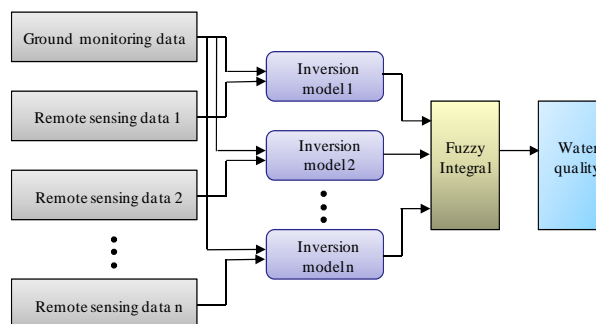 Ground monitoring data
Remote sensing data 1
Remote sensing data 2
Remote sensing data n
Inversion
model1
Inversion
model2
Inversion
modeln
Fuzzy
Integral
Water
quality